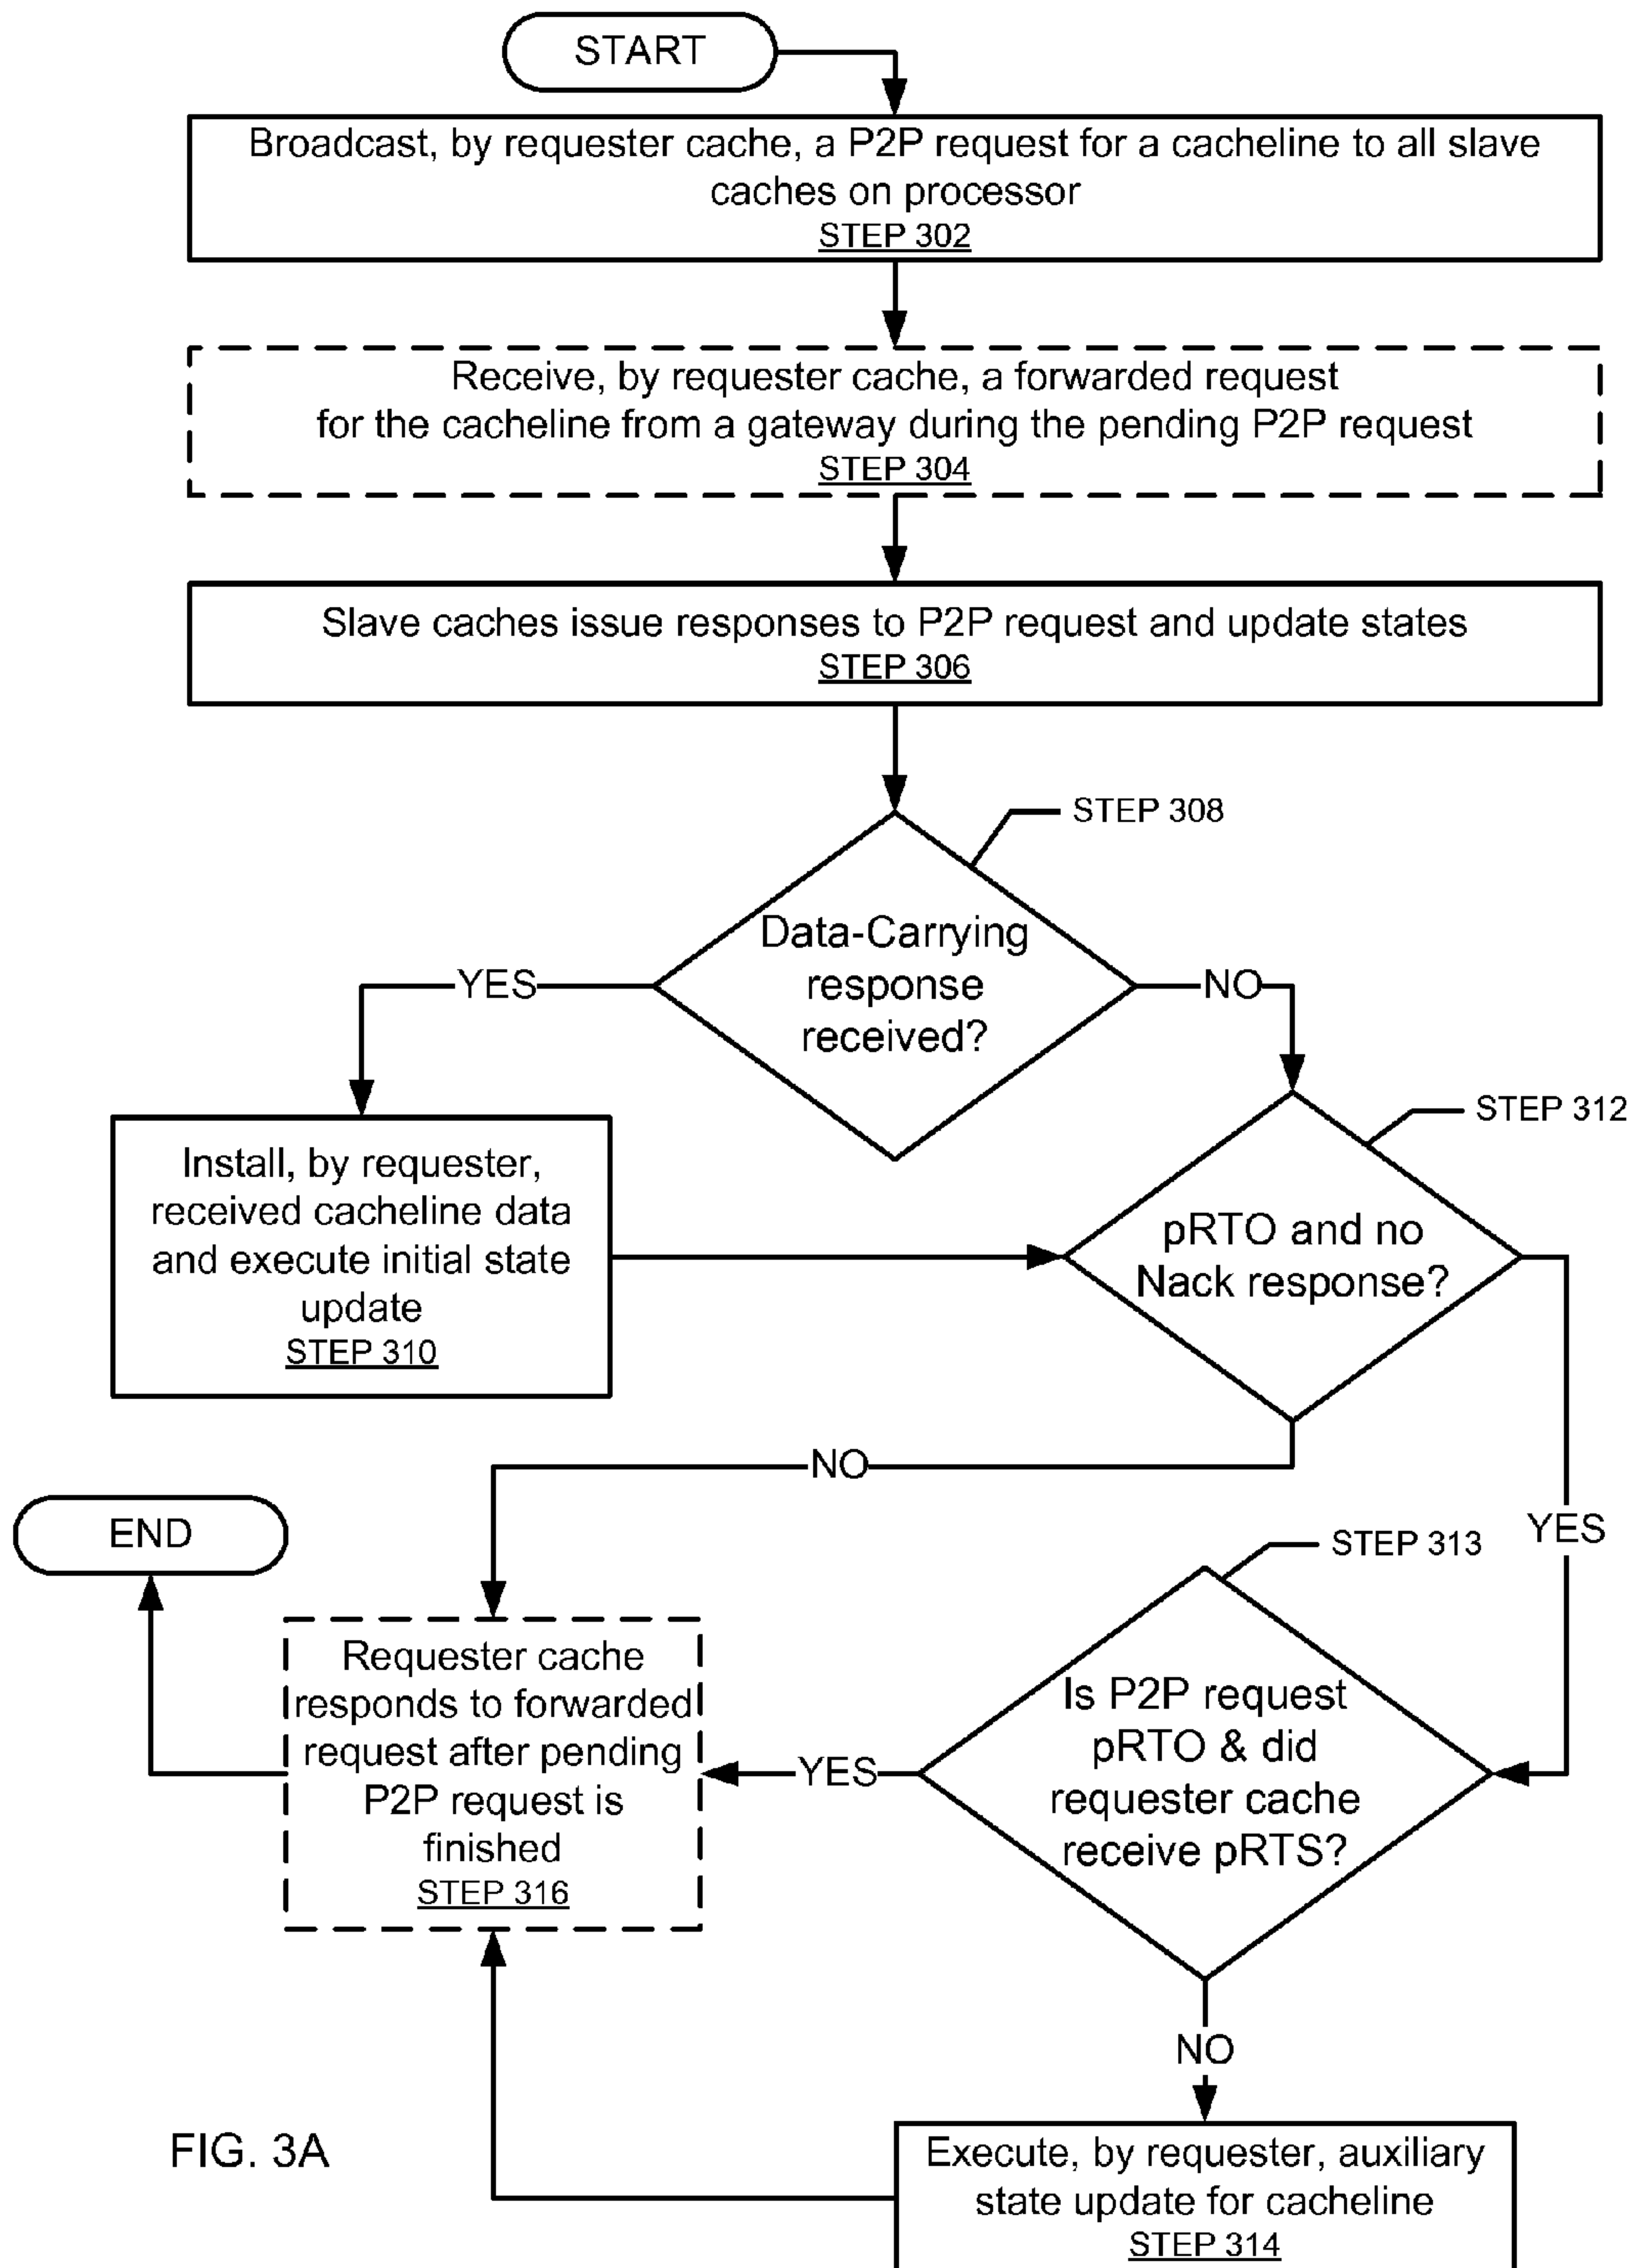 START
Broadcast, by requester cache, a P2P request for a cacheline to all slave
caches on processor
STEP 302
Receive, by requester cache, a forwarded request
for the cacheline from a gateway during the pending P2P request
STEP 304
Slave caches issue responses to P2P request and update states
STEP 306
STEP 308
Data-Carrying
response
received?
YES
NO
STEP 312
Install, by requester,
received cacheline data
and execute initial state
update
STEP 310
pRTO and no
Nack response?
NO
YES
END
STEP 313
Requester cache
responds to forwarded
request after pending
P2P request is
finished
STEP 316
YES
Is P2P request
pRTO & did
requester cache
receive pRTS?
NO
FIG. 3A
Execute, by requester, auxiliary
state update for cacheline
STEP 314